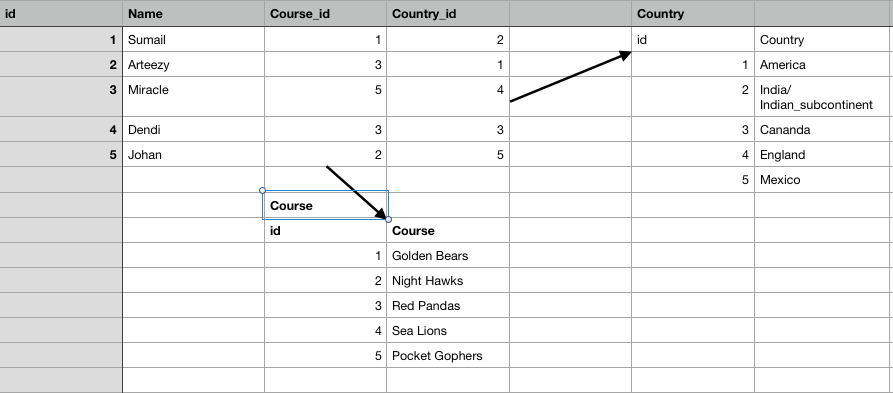 id Name Course_id Country_id Country
1 Sumail 1 2 id Country
2 Arteezy 3 1 1 America
3 Miracle 5 4 2 India/
Indian_subcontinent
4 Dendi 3 3 3 Cananda
5 Johan 2 5 4 England
5 Mexico
Course
id Course
1 Golden Bears
2 Night Hawks
3 Red Pandas
4 Sea Lions
5 Pocket Gophers